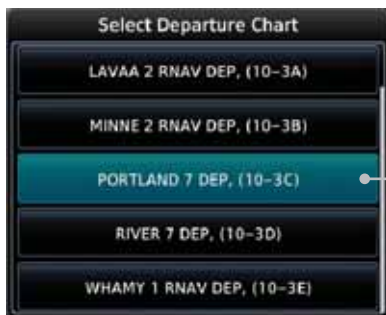 Select Departure Chart
LAVAA 2 RNAV DEP, (10-3A)
MINNE 2 RNAV DEP, (10-3B)
PORTLAND 7 DEP, (10-3C)
RIVER 7 DEP, (10-3D)
WHAMY 1 RNAV DEP, (10-3E)